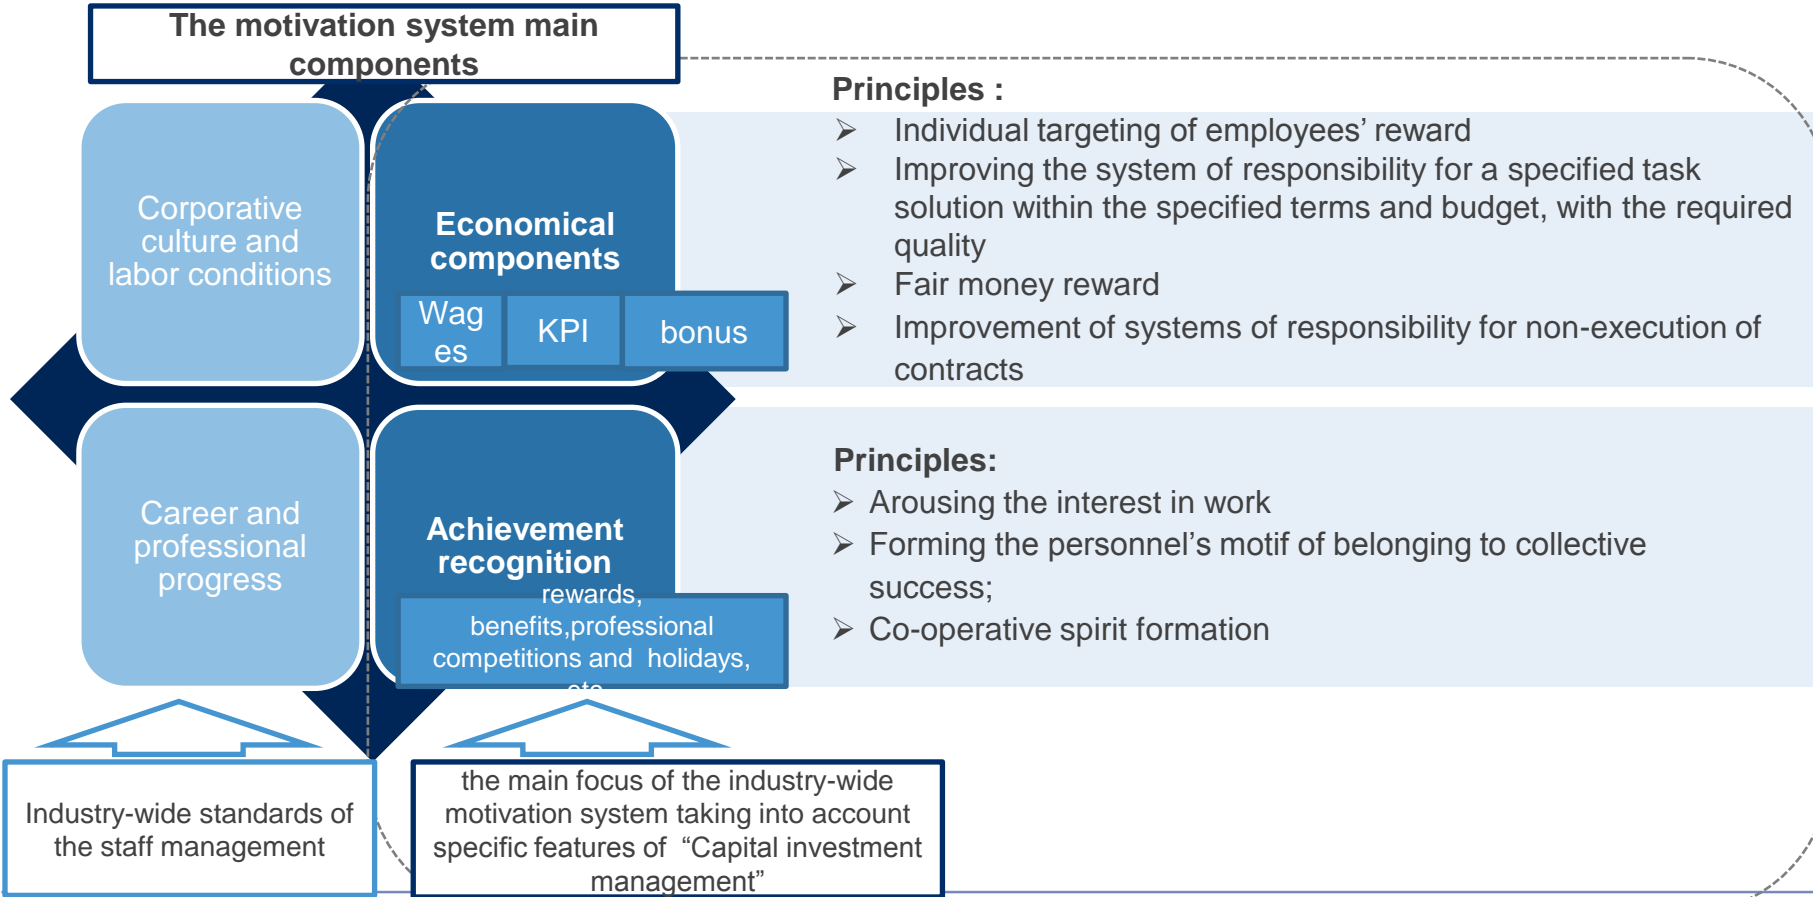 The motivation system main
components
Corporative
culture and
labor conditions
Economical
components
Wag
es
KPI
bonus
Principles :
➢ Individual targeting of employees’ reward
➢ Improving the system of responsibility for a specified task
solution within the specified terms and budget, with the required
quality
➢ Fair money reward
➢ Improvement of systems of responsibility for non-execution of
contracts
Career and
professional
progress
Achievement
recognition
rewards,
benefits,professional
competitions and holidays,
etc
Principles:
➢ Arousing the interest in work
➢ Forming the personnel’s motif of belonging to collective
success;
➢ Co-operative spirit formation
Industry-wide standards of
the staff management
the main focus of the industry-wide
motivation system taking into account
specific features of “Capital investment
management”